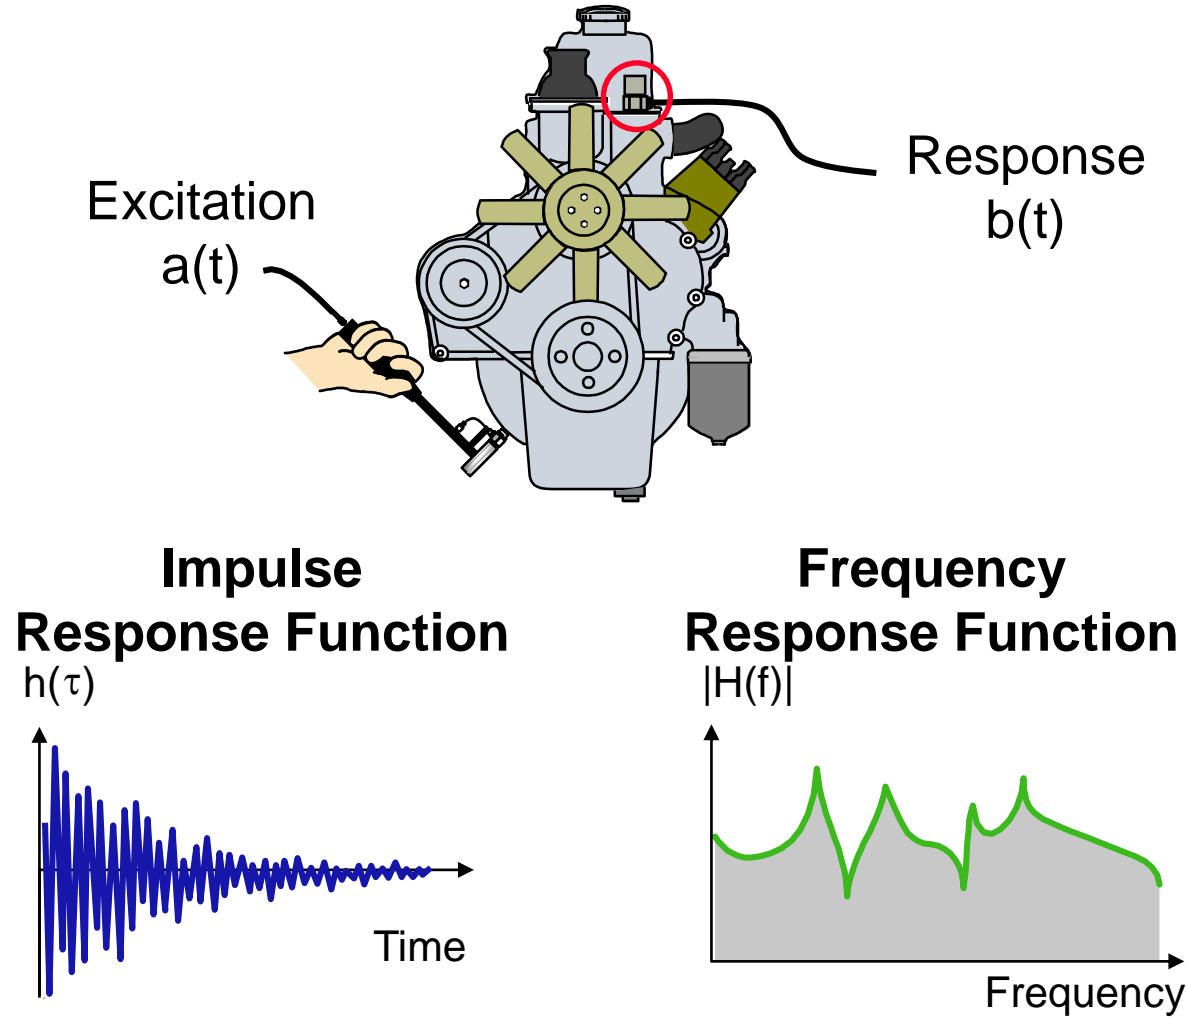 Excitation
a(t)
Response
b(t)
Impulse
Response Function
h(τ)
Time
Frequency
Response Function
|H(f)|
Frequency